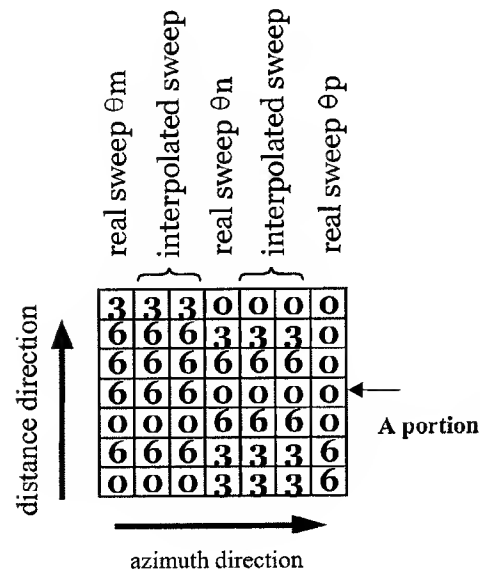 real sweep θm
interpolated sweep
real sweep θn
interpolated sweep
real sweep θp
3 3 3 0 0 0 0
6 6 6 3 3 3 0
6 6 6 6 6 6 0
6 6 6 0 0 0 0
0 0 0 6 6 6 0
6 6 6 3 3 3 6
0 0 0 3 3 3 6
distance direction
A portion
azimuth direction